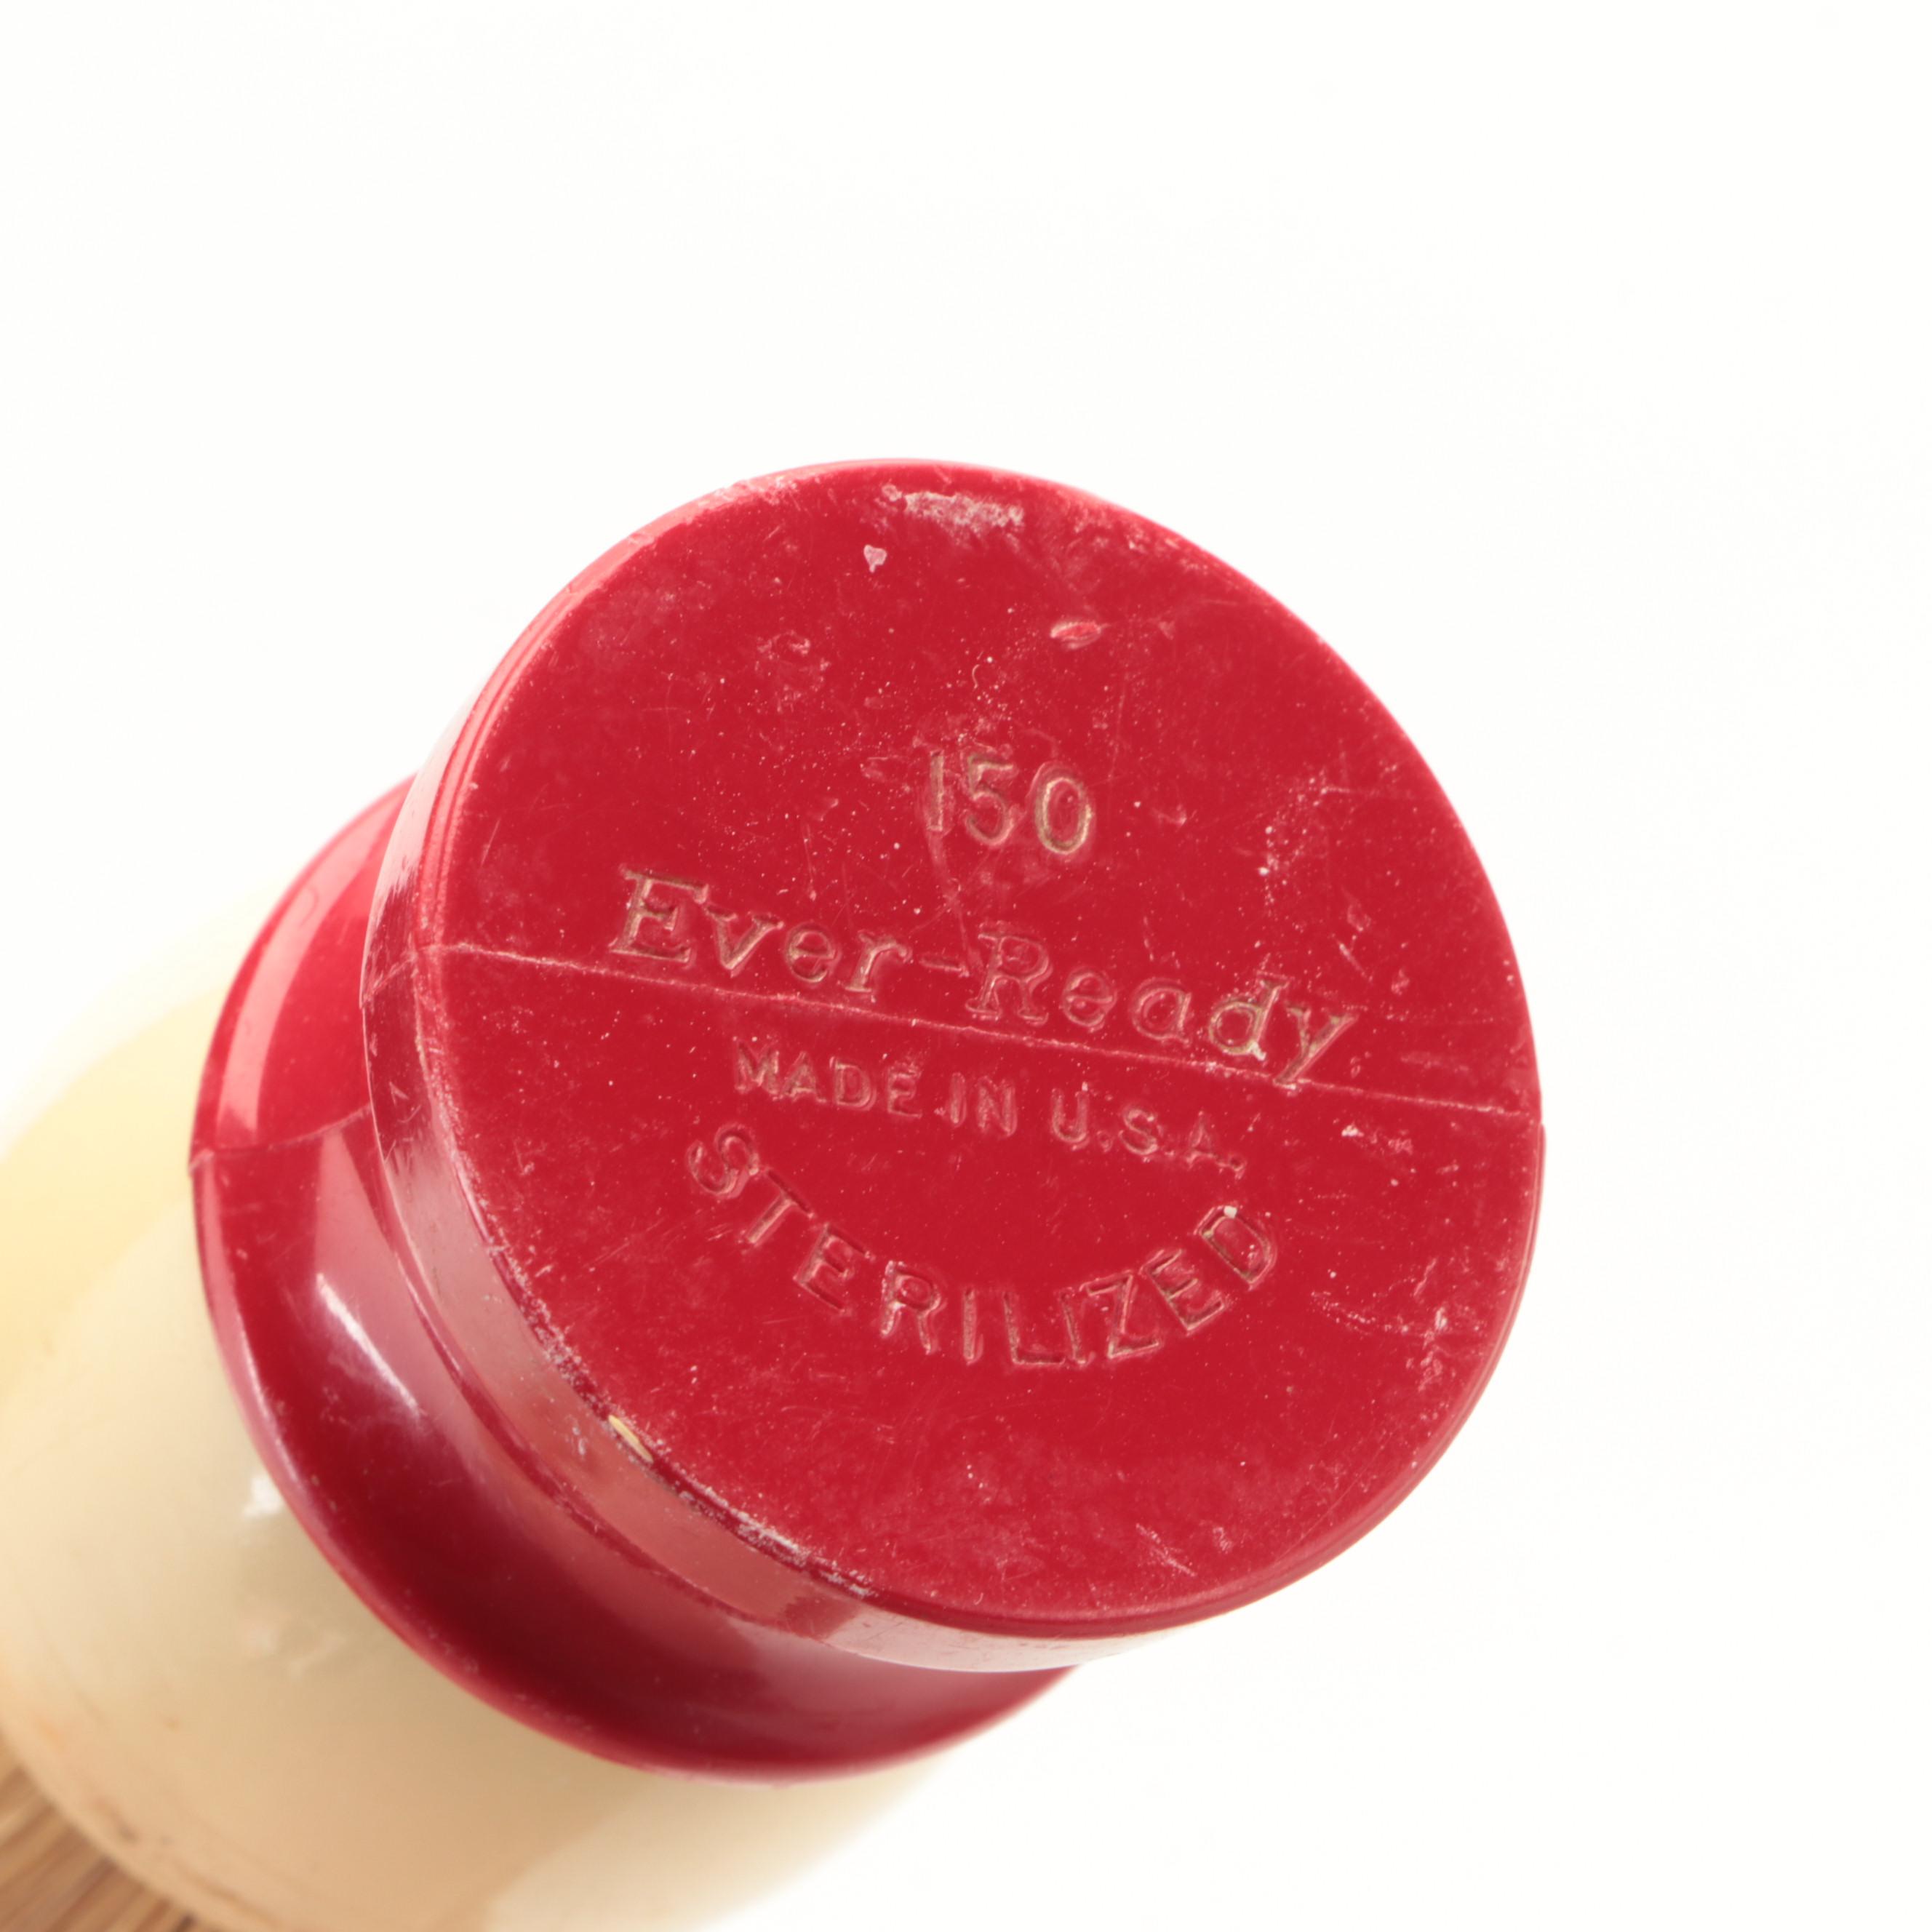 150
Ever-Ready
MADE IN U.S.A.
STERILIZED